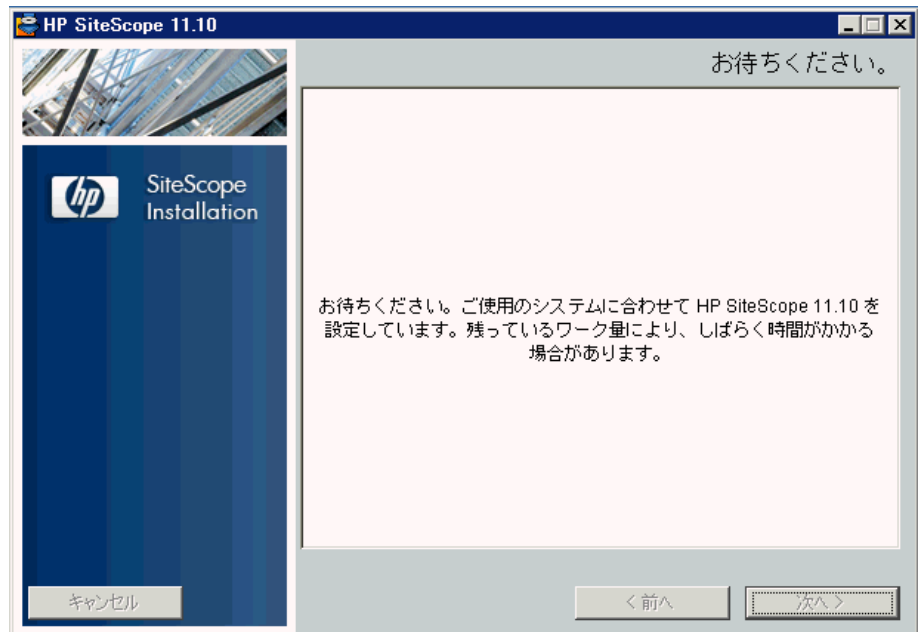 HP SiteScope 11.10
お待ちください。
hp
SiteScope
Installation
お待ちください。ご使用のシステムに合わせて HP SiteScope 11.10 を
設定しています。残っているワーク量により、しばらく時間がかかる
場合があります。
キャンセル
< 前へ
次へ >